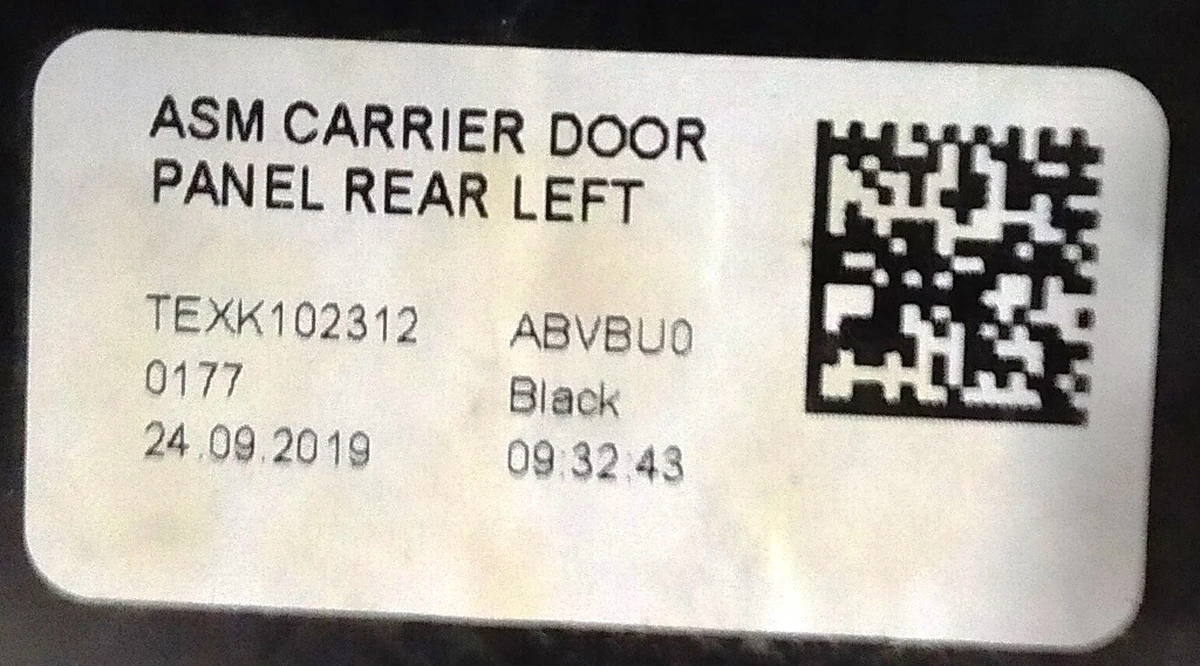 ASM CARRIER DOOR
PANEL REAR LEFT
TEXK102312 ABVBU0
0177 Black
24.09.2019 09:32:43